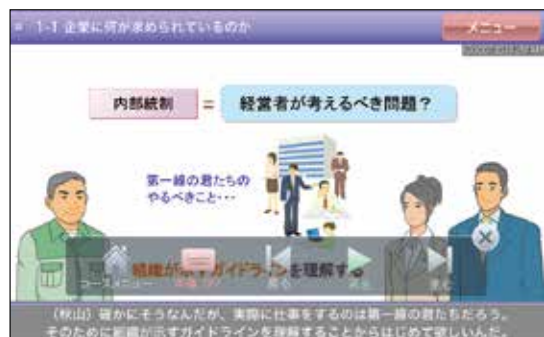 1-1 企業に何が求められているのか
メニュー
内部統制 = 経営者が考えるべき問題？
第一線の君たちの
やるべきこと・・・
組織が示すガイドラインを理解する
コースメニュー
戻る
進む
（秋山）確かにそうなんだが、実際に仕事をするのは第一線の君たちだろう。
そのために組織が示すガイドラインを理解することからはじめて欲しいんだ。